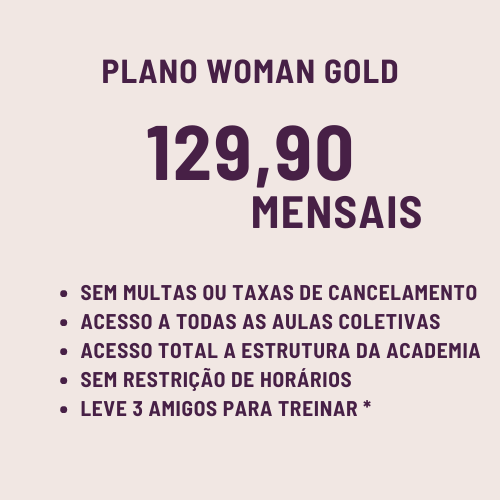 PLANO WOMAN GOLD
129,90
MENSAIS
• SEM MULTAS OU TAXAS DE CANCELAMENTO
• ACESSO A TODAS AS AULAS COLETIVAS
• ACESSO TOTAL A ESTRUTURA DA ACADEMIA
• SEM RESTRIÇÃO DE HORÁRIOS
• LEVE 3 AMIGOS PARA TREINAR *